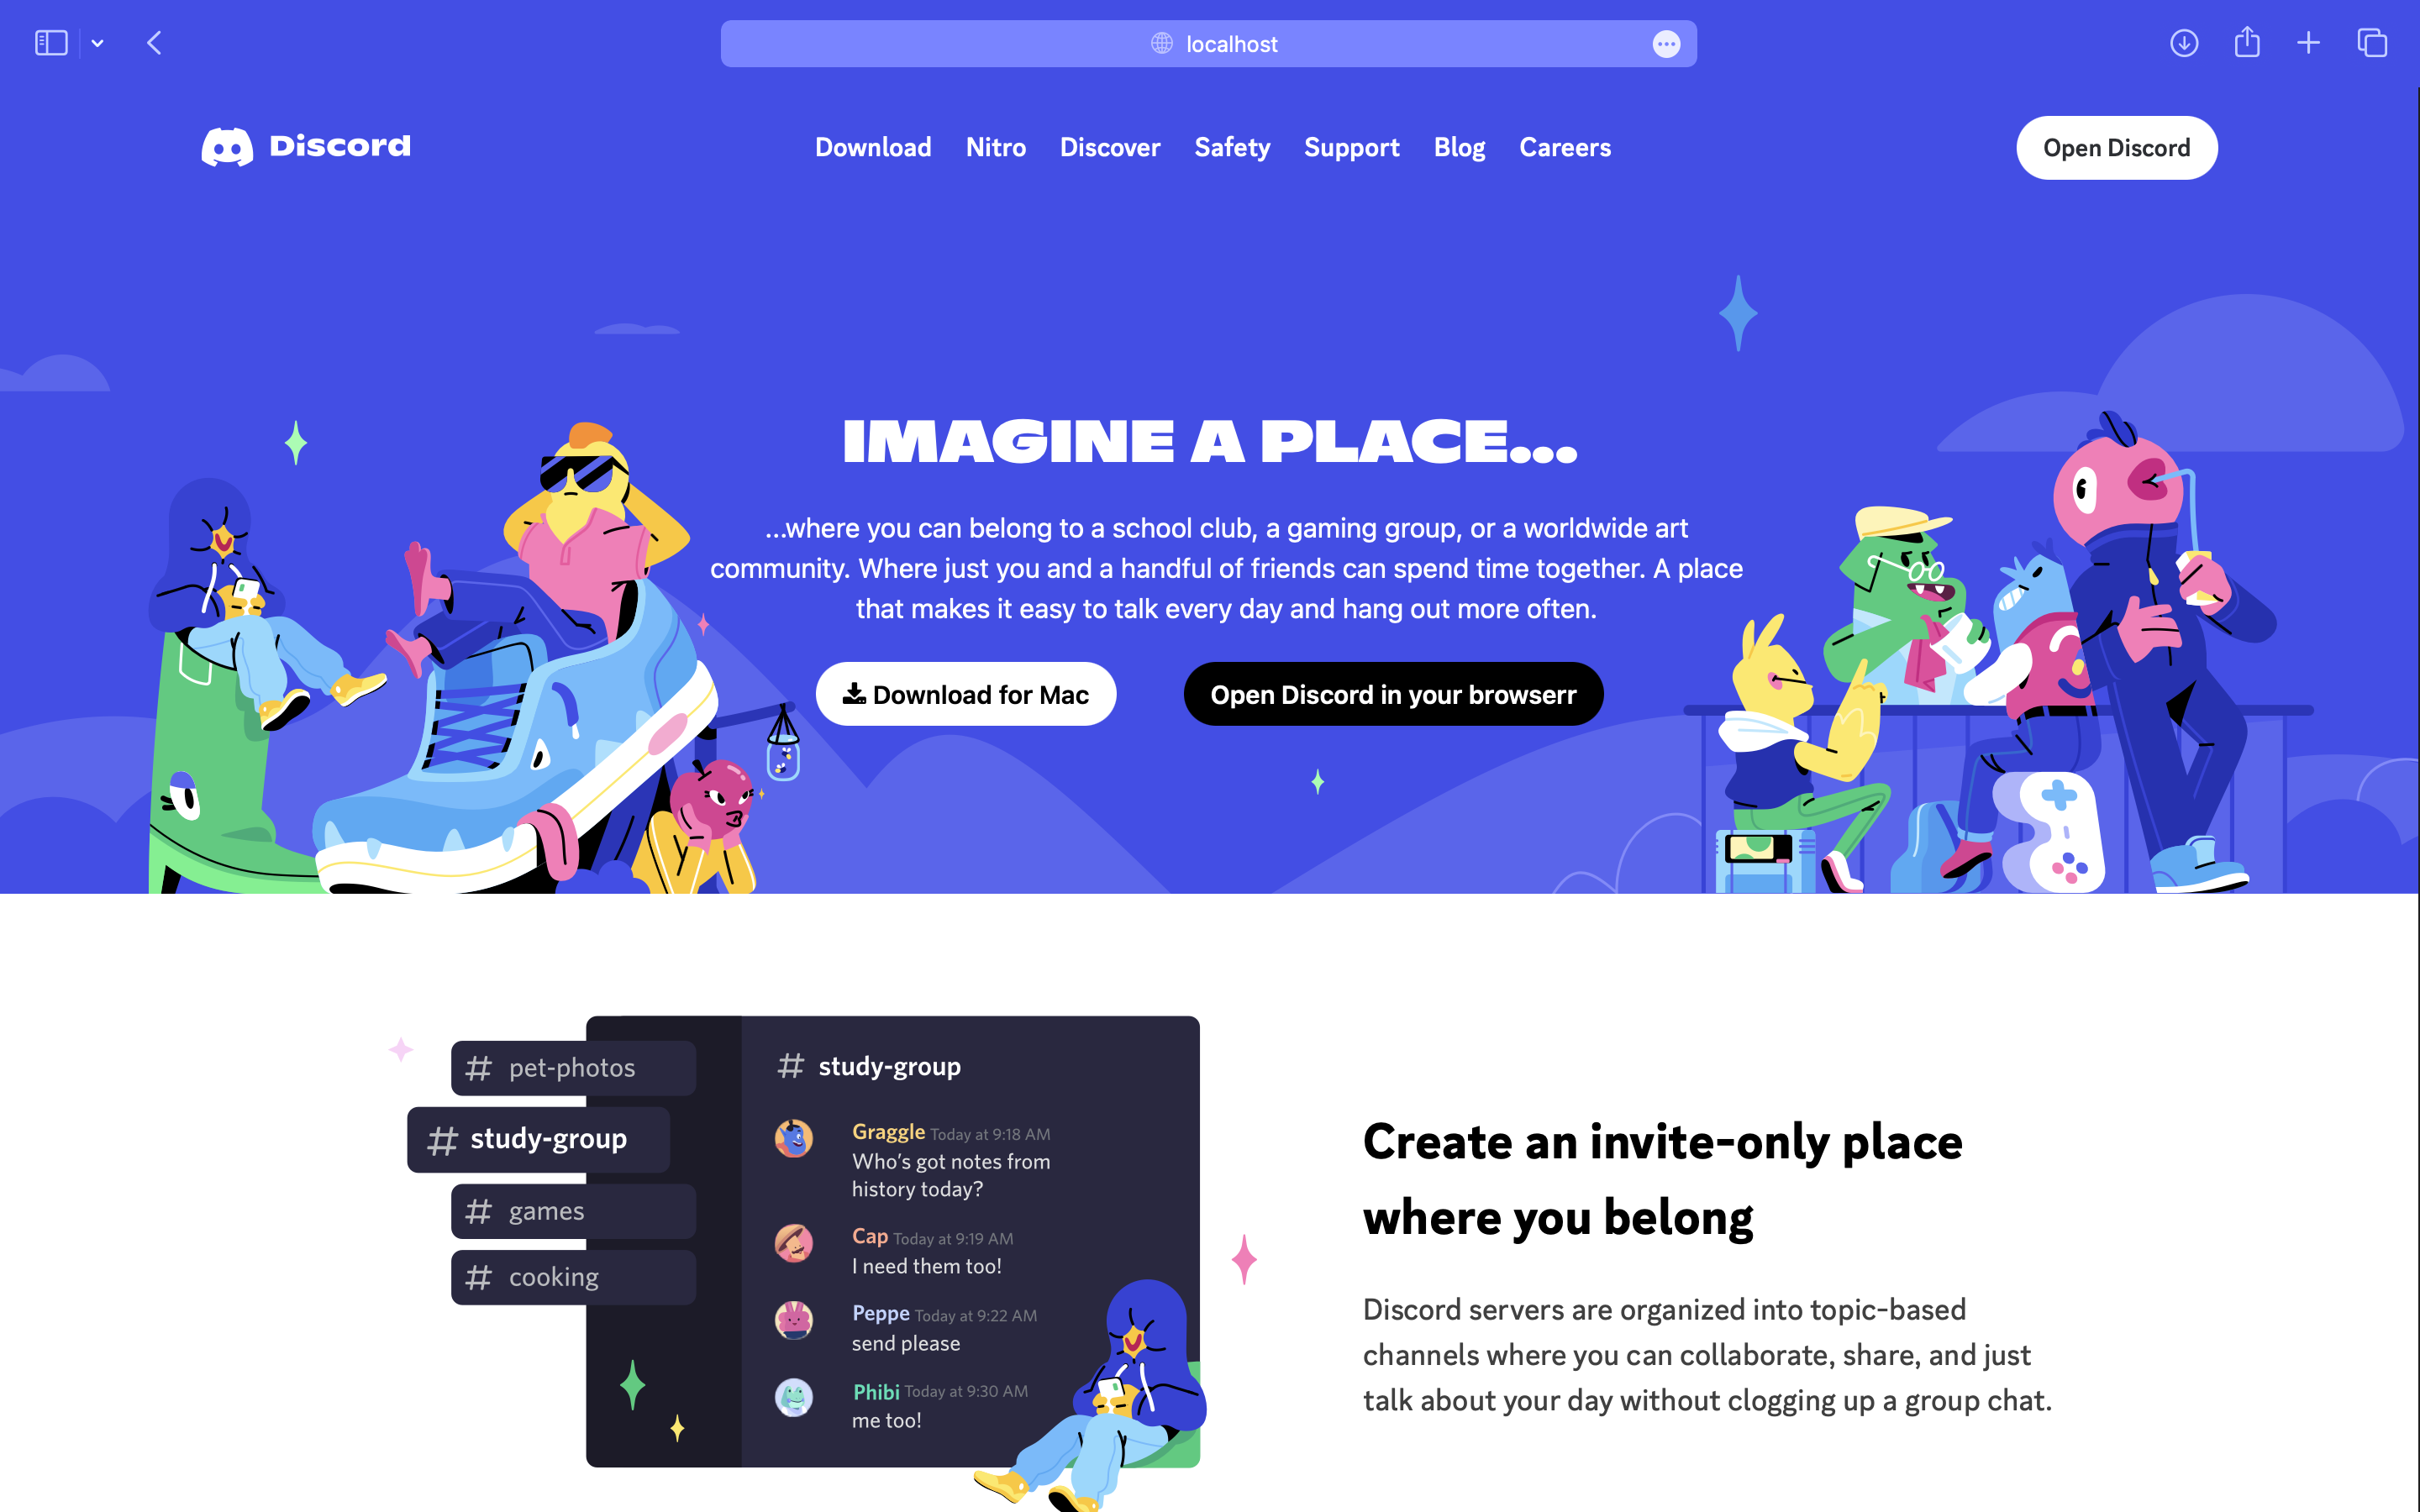 localhost
Discord
Download Nitro Discover Safety Support Blog Careers
Open Discord
IMAGINE A PLACE...
...where you can belong to a school club, a gaming group, or a worldwide art
community. Where just you and a handful of friends can spend time together. A place
that makes it easy to talk every day and hang out more often.
Download for Mac
Open Discord in your browserr
# pet-photos
# study-group
# games
# cooking
# study-group
Graggle Today at 9:18 AM
Who's got notes from
history today?
Cap Today at 9:19 AM
I need them too!
Peppe Today at 9:22 AM
send please
Phibi Today at 9:30 AM
me too!
Create an invite-only place
where you belong
Discord servers are organized into topic-based
channels where you can collaborate, share, and just
talk about your day without clogging up a group chat.